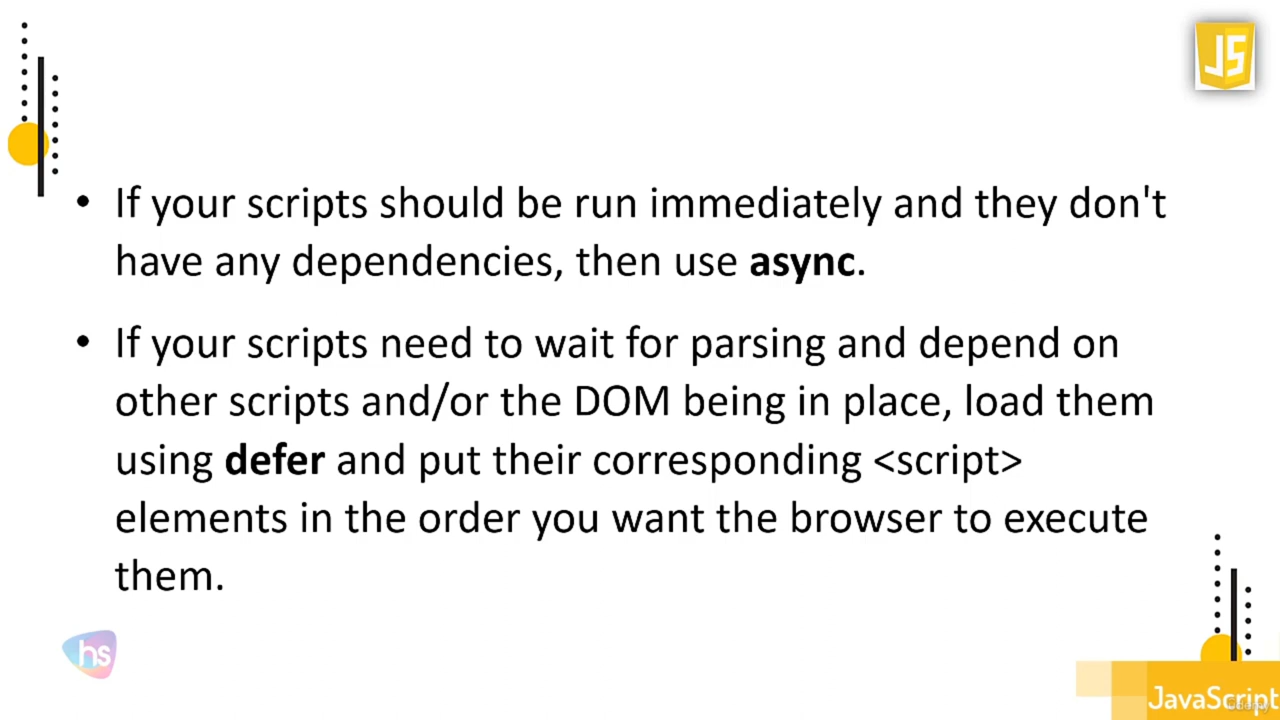 JS
• If your scripts should be run immediately and they don't
have any dependencies, then use async.
• If your scripts need to wait for parsing and depend on
other scripts and/or the DOM being in place, load them
using defer and put their corresponding <script>
elements in the order you want the browser to execute
them.
hs
JavaScript
udemy